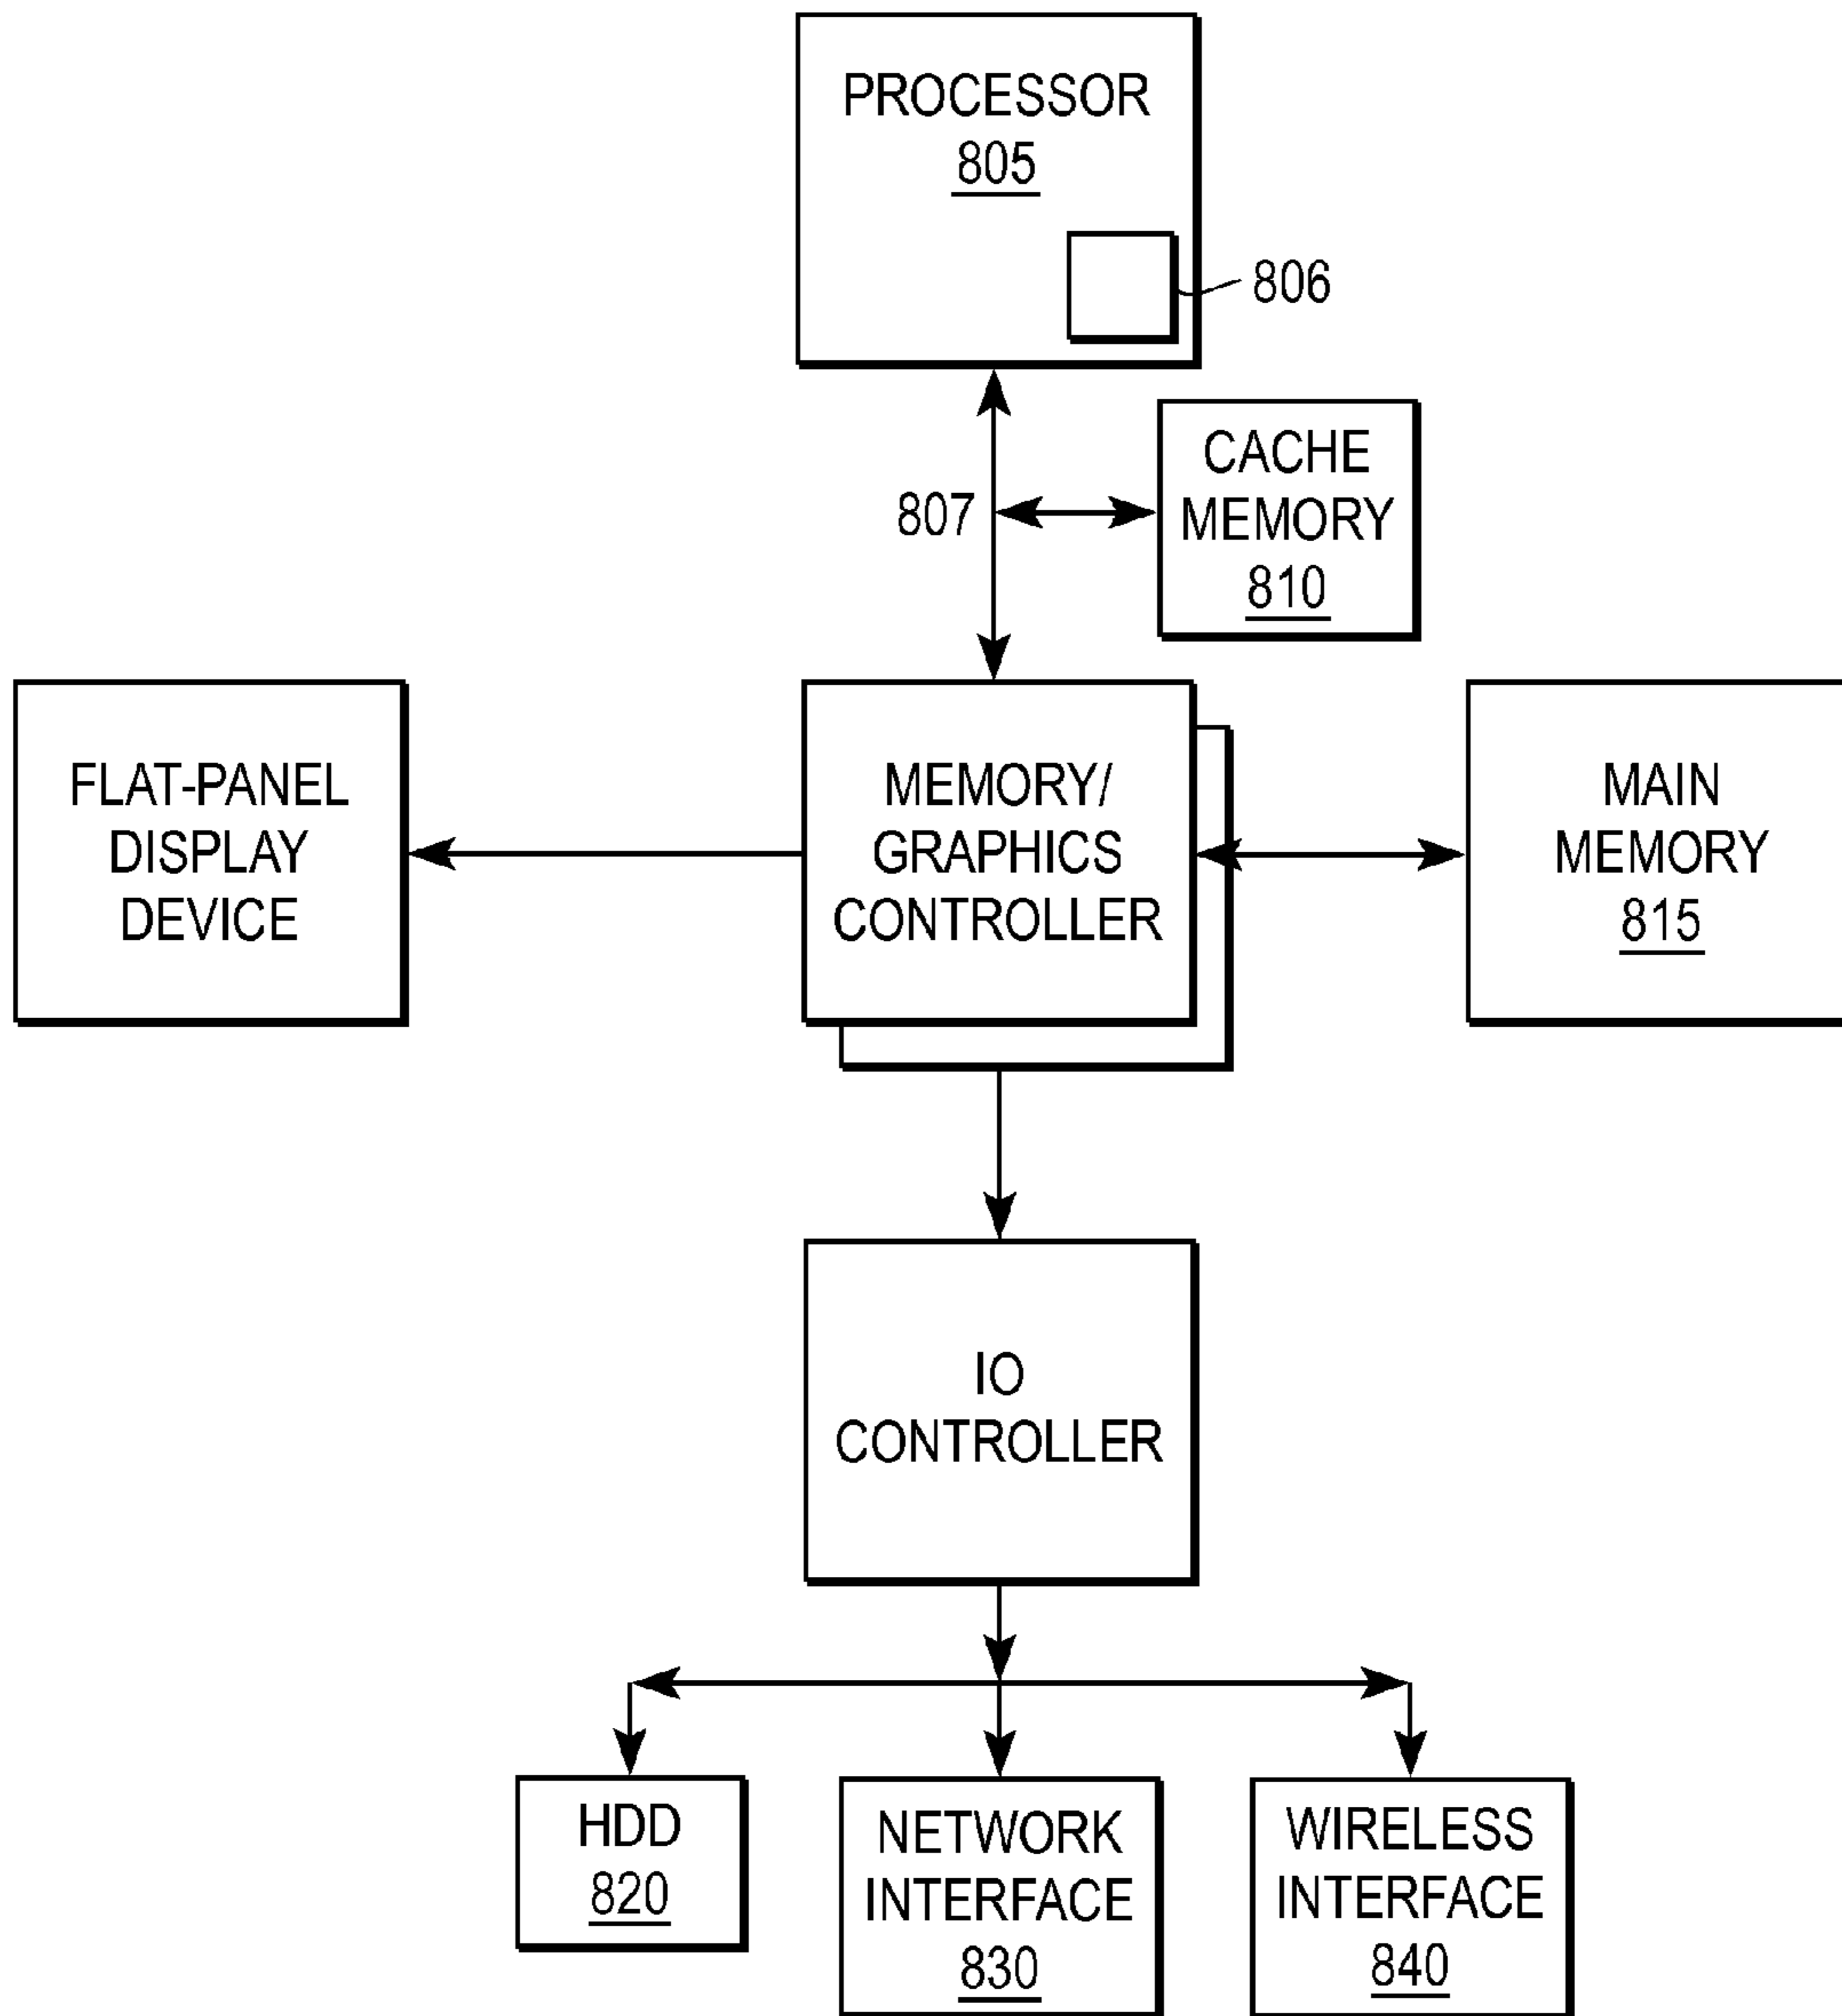 PROCESSOR
805
806
CACHE
MEMORY
810
807
FLAT-PANEL
DISPLAY
DEVICE
MEMORY/
GRAPHICS
CONTROLLER
MAIN
MEMORY
815
IO
CONTROLLER
HDD
820
NETWORK
INTERFACE
830
WIRELESS
INTERFACE
840